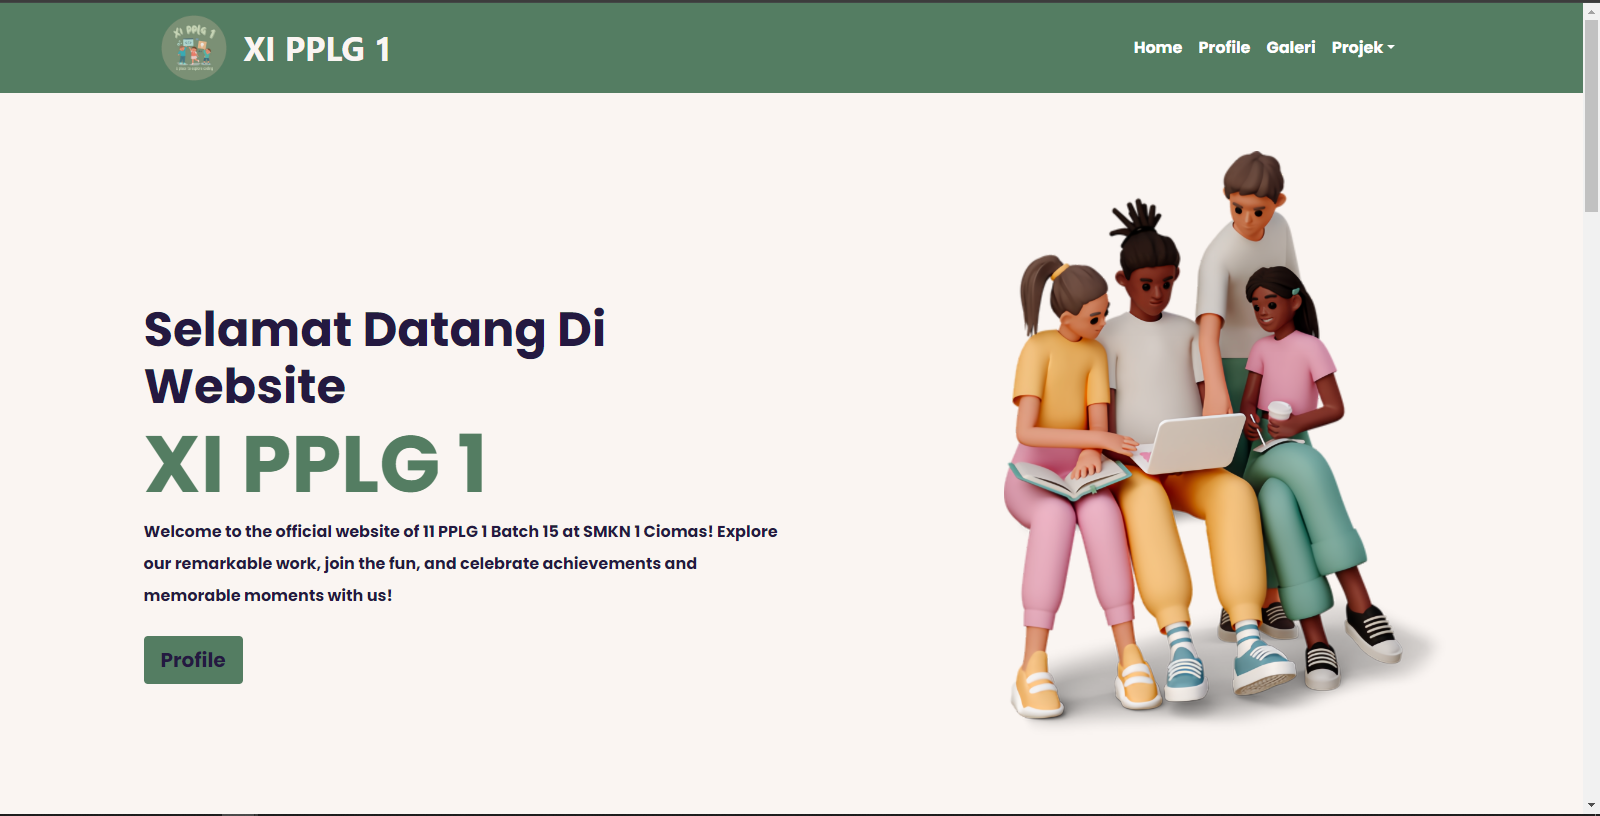 XI PPLG 1
XI PPLG 1
Home Profile Galeri Projek
Selamat Datang Di
Website
XI PPLG 1
Welcome to the official website of 11 PPLG 1 Batch 15 at SMKN 1 Ciomas! Explore
our remarkable work, join the fun, and celebrate achievements and
memorable moments with us!
Profile